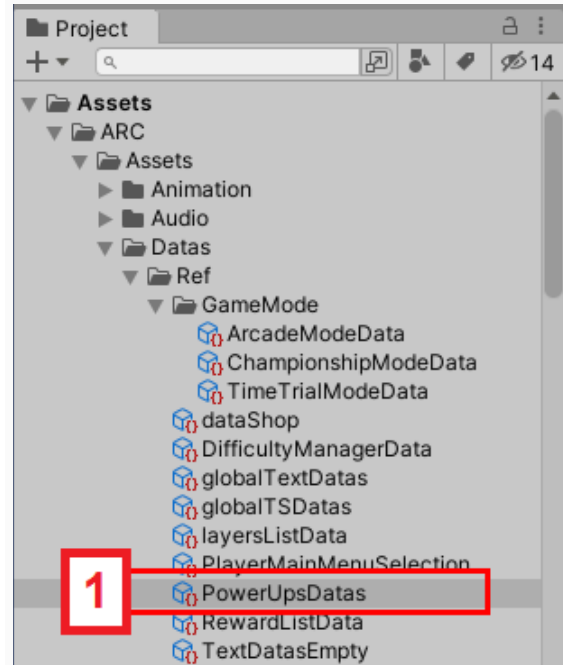 Project
14
Assets
ARC
Assets
Animation
Audio
Datas
Ref
GameMode
ArcadeModeData
ChampionshipModeData
TimeTrialModeData
dataShop
DifficultyManagerData
globalTextDatas
globalTSDatas
layersListData
PlayerMainMenuSelection
1 PowerUpsDatas
RewardListData
TextDatasEmpty